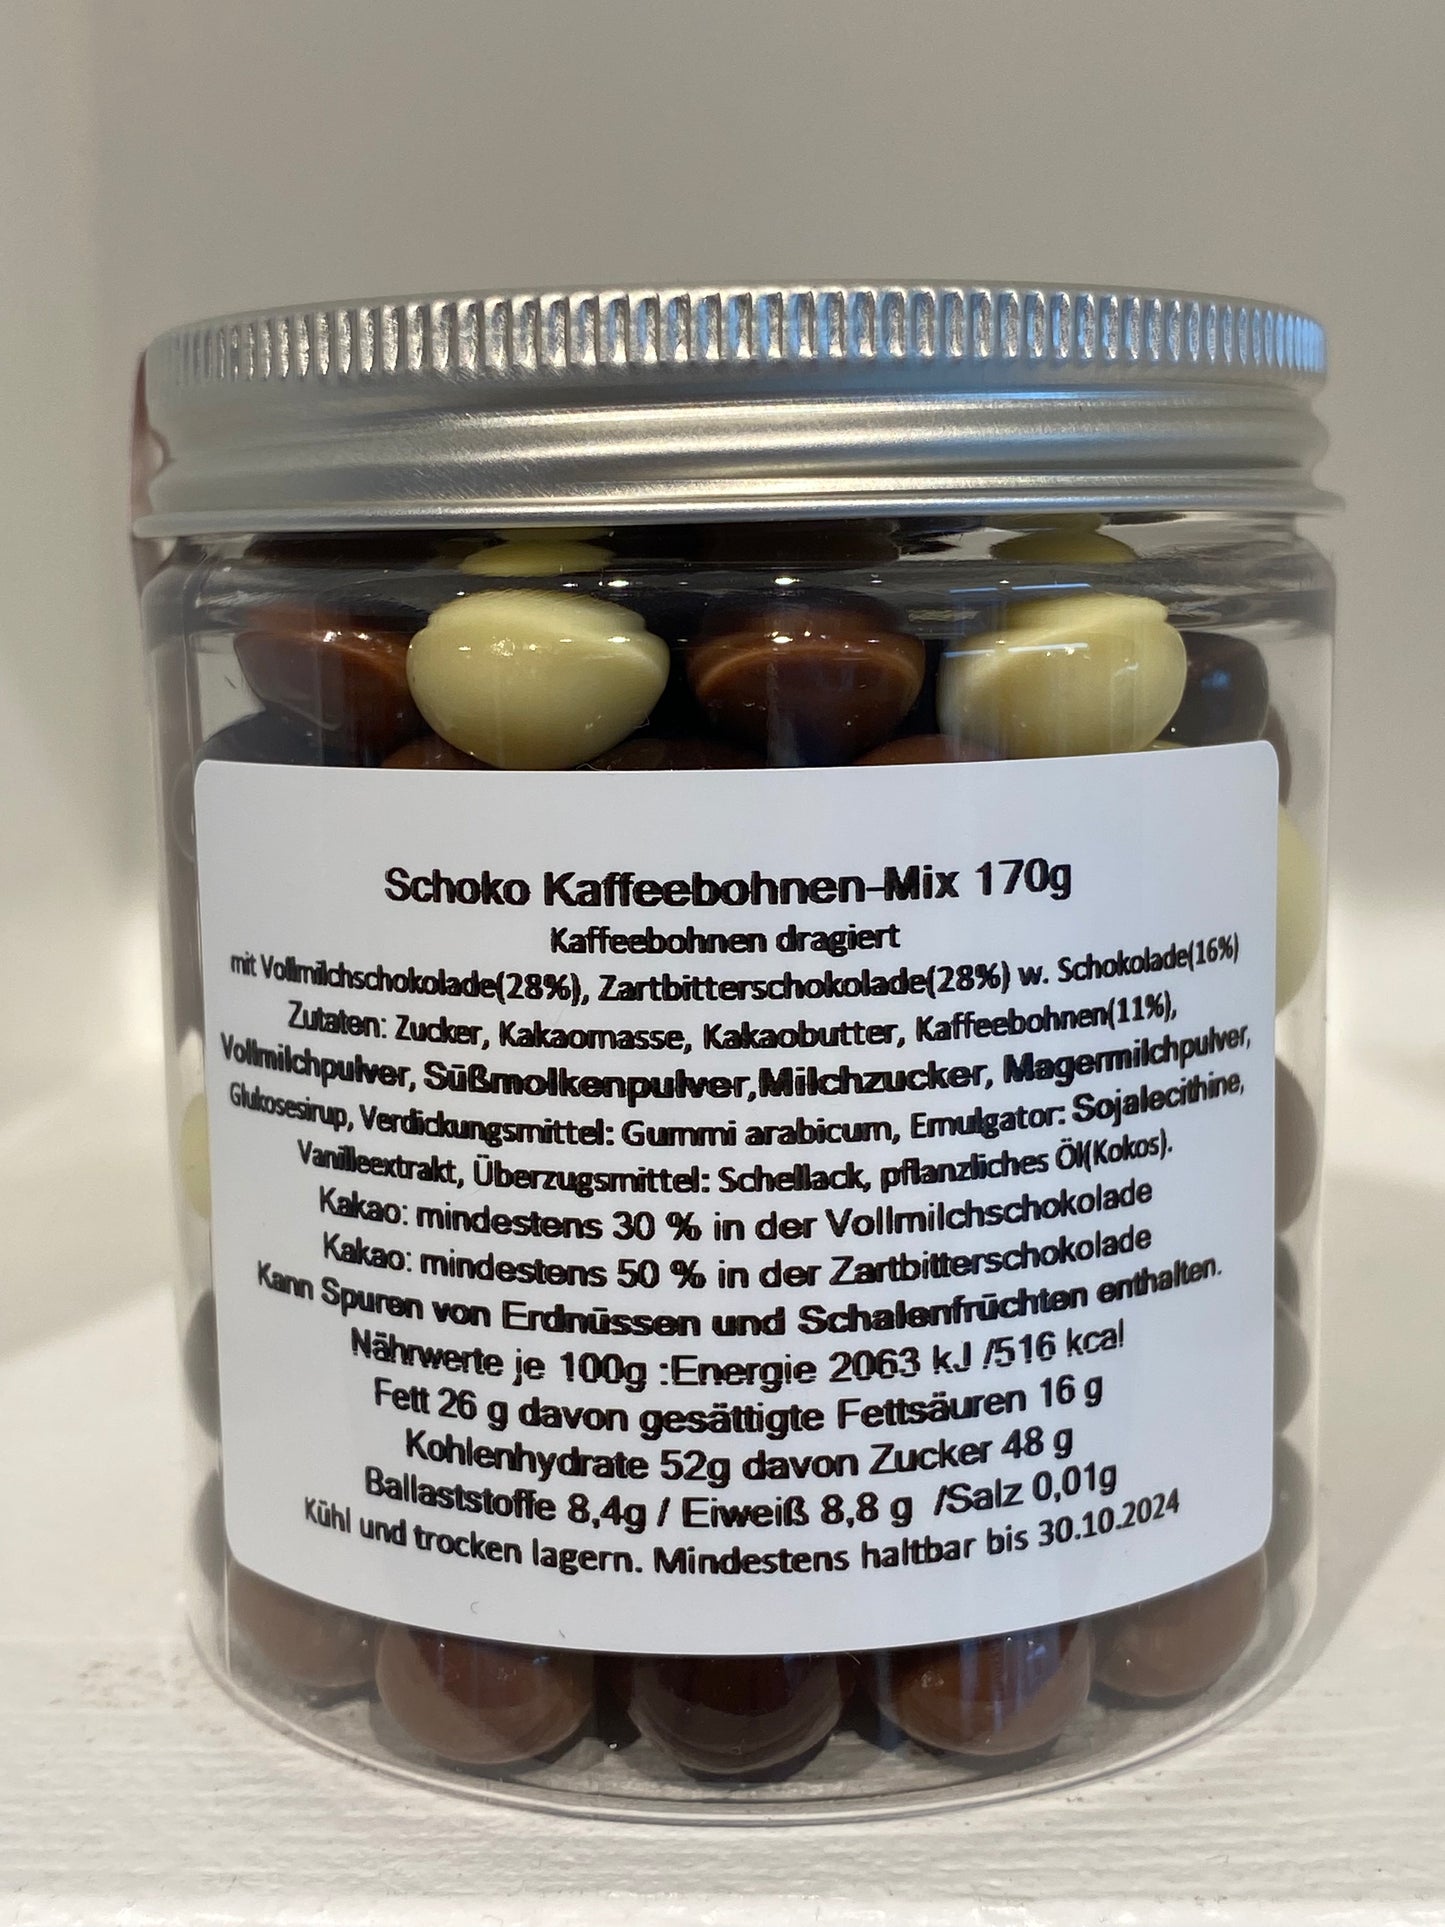 Schoko Kaffeebohnen-Mix 170g
Kaffeebohnen dragiert
mit Vollmilchschokolade(28%), Zartbitterschokolade(28%) w. Schokolade(16%)
Zutaten: Zucker, Kakaomasse, Kakaobutter, Kaffeebohnen(11%),
Vollmilchpulver, Süßmolkenpulver,Milchzucker, Magermilchpulver,
Glukosesirup, Verdickungsmittel: Gummi arabicum, Emulgator: Sojalecithine,
Vanilleextrakt, Überzugsmittel: Schellack, pflanzliches Öl(Kokos).
Kakao: mindestens 30 % in der Vollmilchschokolade
Kakao: mindestens 50 % in der Zartbitterschokolade
Kann Spuren von Erdnüssen und Schalenfrüchten enthalten.
Nährwerte je 100g :Energie 2063 kJ /516 kcal
Fett 26 g davon gesättigte Fettsäuren 16 g
Kohlenhydrate 52g davon Zucker 48 g
Ballaststoffe 8,4g / Eiweiß 8,8 g /Salz 0,01g
Kühl und trocken lagern. Mindestens haltbar bis 30.10.2024